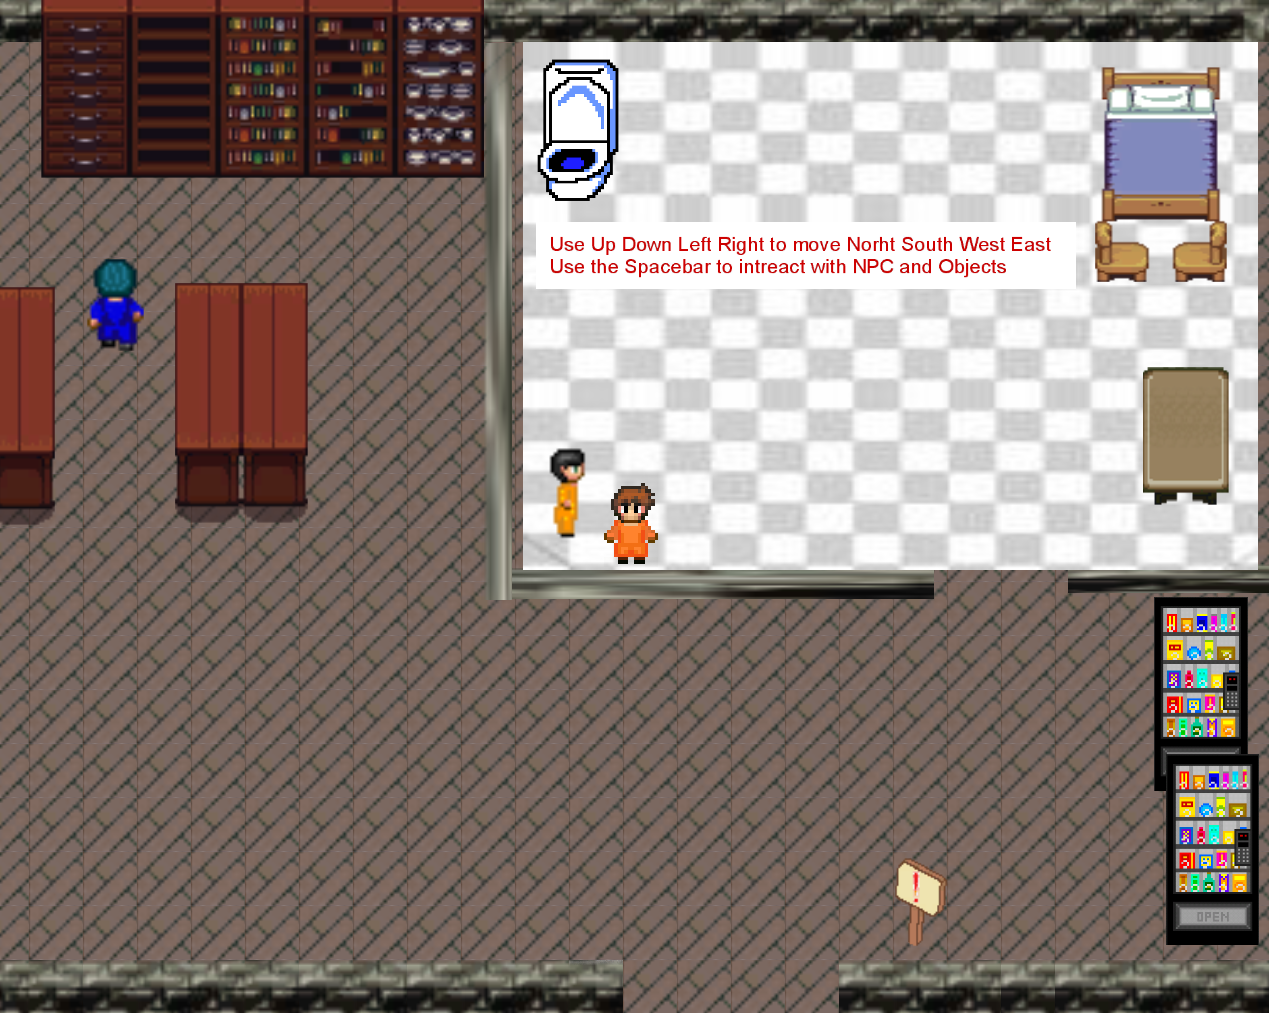 Use Up Down Left Right to move Norht South West East
Use the Spacebar to intreact with NPC and Objects
!
OPEN